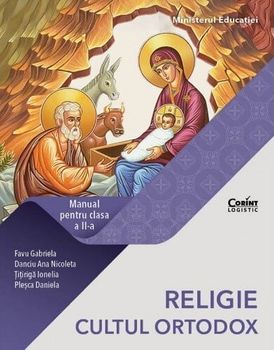 Ministerul Educației
Manual
pentru clasa
a II-a
CORINT
LOGISTIC
Favu Gabriela
Danciu Ana Nicoleta
Țițirigă Ionelia
Pleșca Daniela
RELIGIE
CULTUL ORTODOX